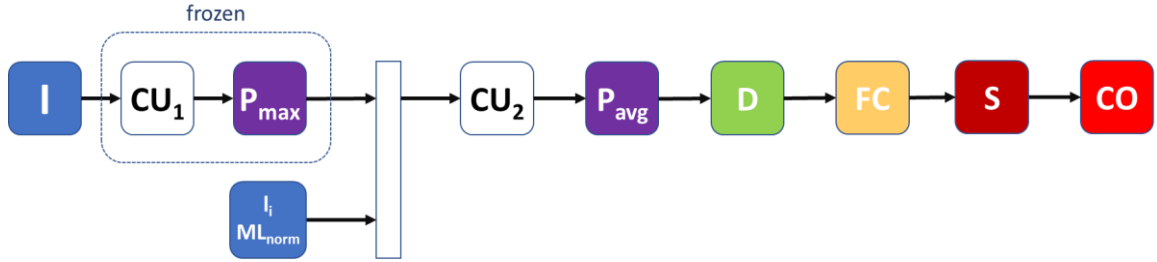 frozen
I
CU₁
Pmax
CU₂
Pavg
D
FC
S
CO
Iᵢ
MLnorm